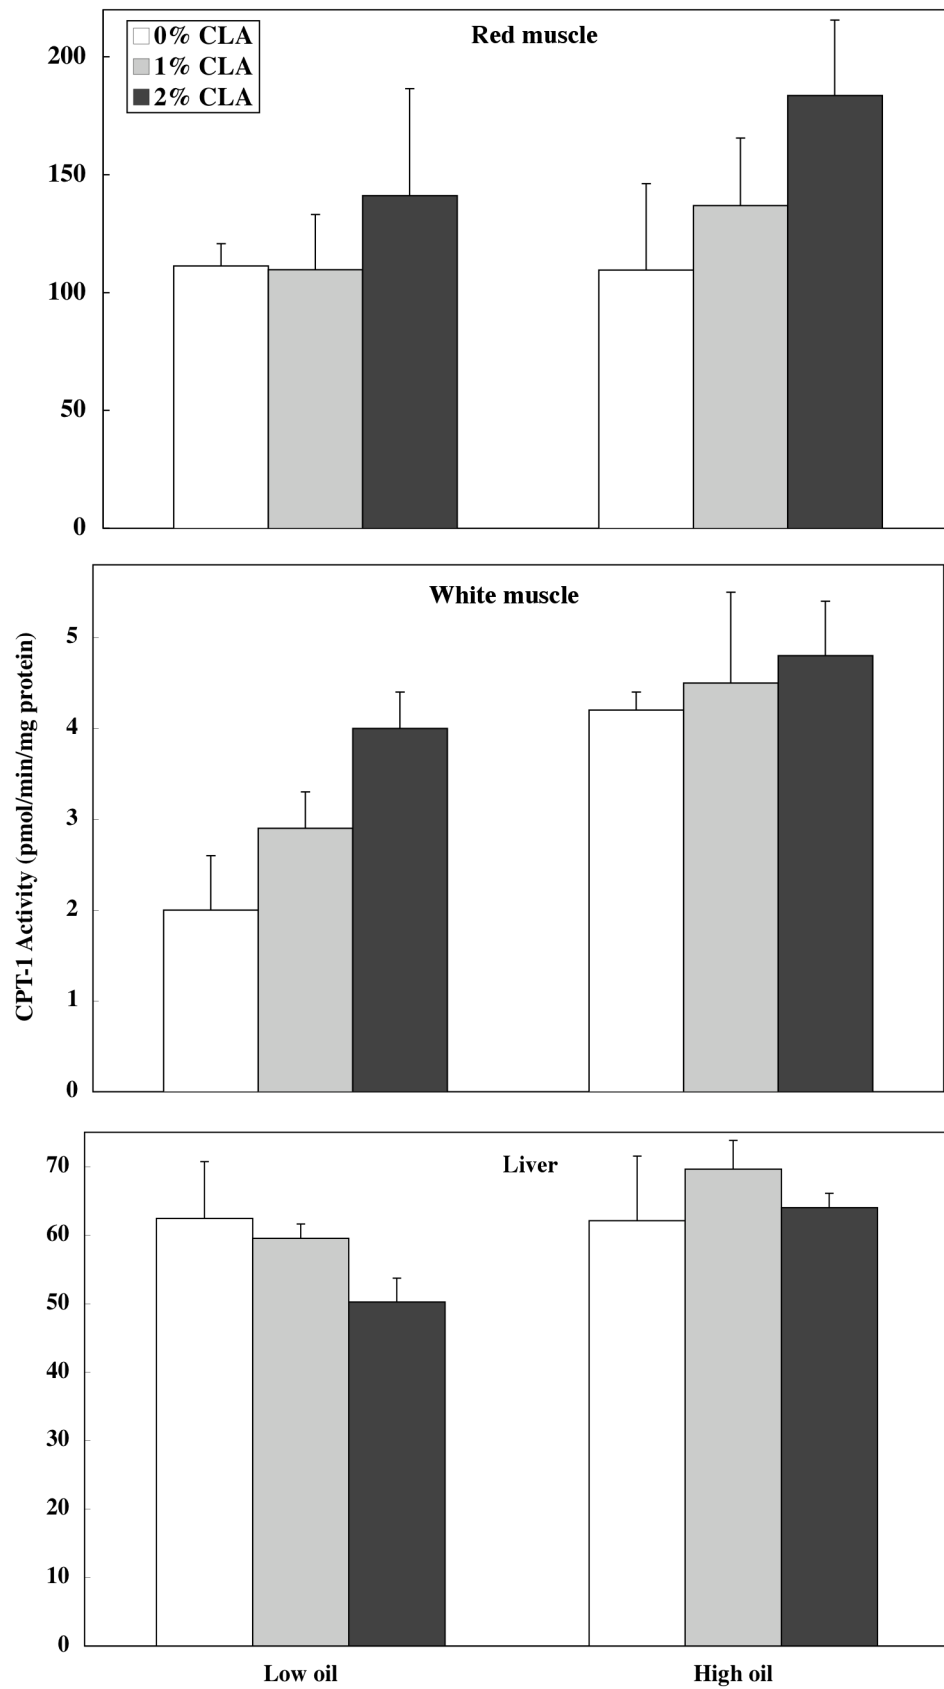 Red muscle
0% CLA
1% CLA
2% CLA
200
150
100
50
0
White muscle
CPT-1 Activity (pmol/min/mg protein)
5
4
3
2
1
0
Liver
70
60
50
40
30
20
10
0
Low oil High oil